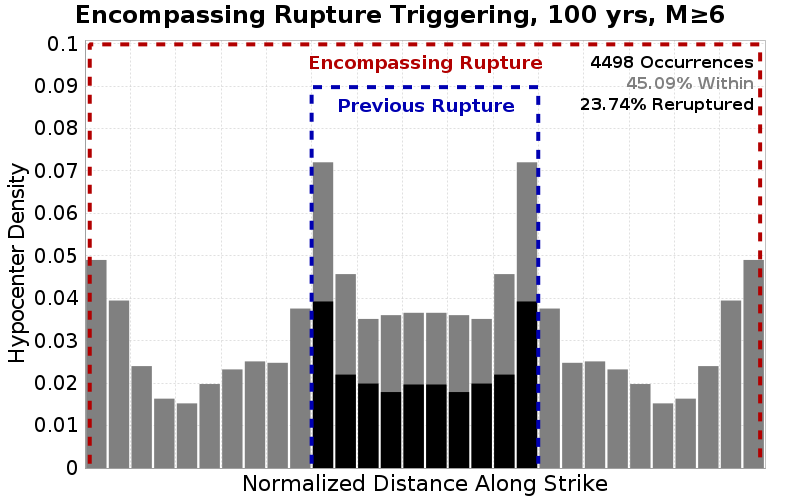 Encompassing Rupture Triggering, 100 yrs, M≥6
Encompassing Rupture
Previous Rupture
4498 Occurrences
45.09% Within
23.74% Reruptured
Hypocenter Density
0.1
0.09
0.08
0.07
0.06
0.05
0.04
0.03
0.02
0.01
0
Normalized Distance Along Strike